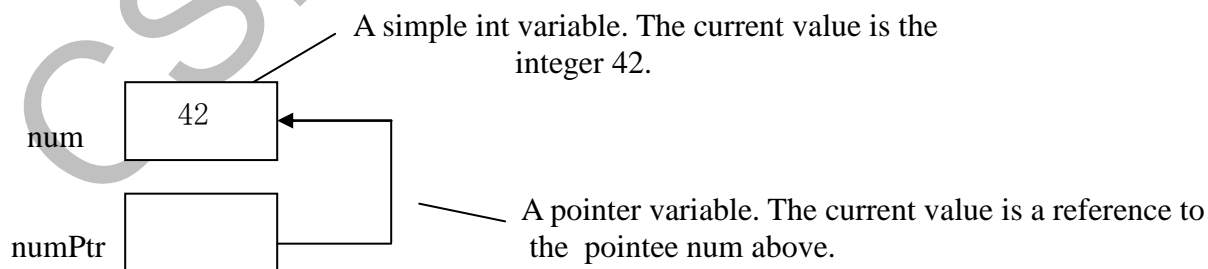 A simple int variable. The current value is the
integer 42.
42
num
A pointer variable. The current value is a reference to
numPtr
the pointee num above.